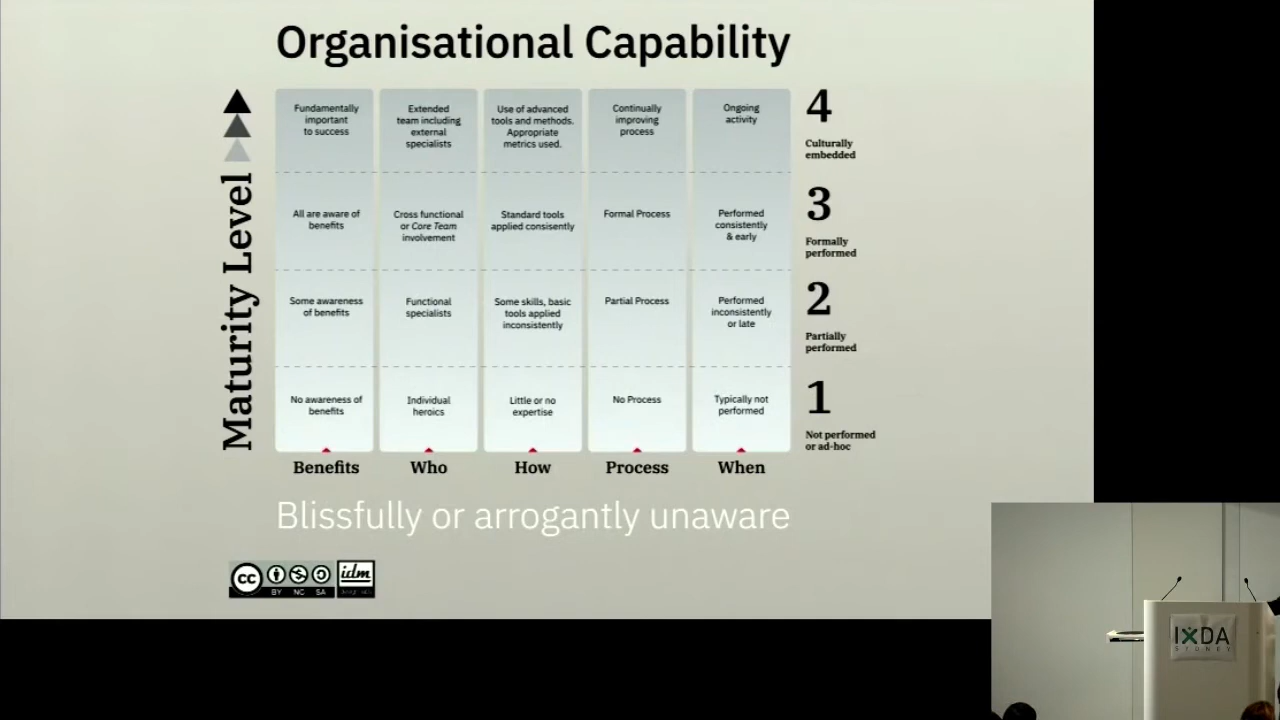 Organisational Capability
Maturity Level
Fundamentally
important
to success
Extended
team including
external
specialists
Use of advanced
tools and methods.
Appropriate
metrics used.
Continually
improving
process
Ongoing
activity
4
Culturally
embedded
All are aware of
benefits
Cross functional
or Core Team
involvement
Standard tools
applied consisently
Formal Process
Performed
consistently
& early
3
Formally
performed
Some awareness
of benefits
Functional
specialists
Some skills, basic
tools applied
inconsistently
Partial Process
Performed
inconsistently
or late
2
Partially
performed
No awareness of
benefits
Individual
heroics
Little or no
expertise
No Process
Typically not
performed
1
Not performed
or ad-hoc
Benefits
Who
How
Process
When
Blissfully or arrogantly unaware
cc
BY NC SA
idm
IXDA
SYDNEY